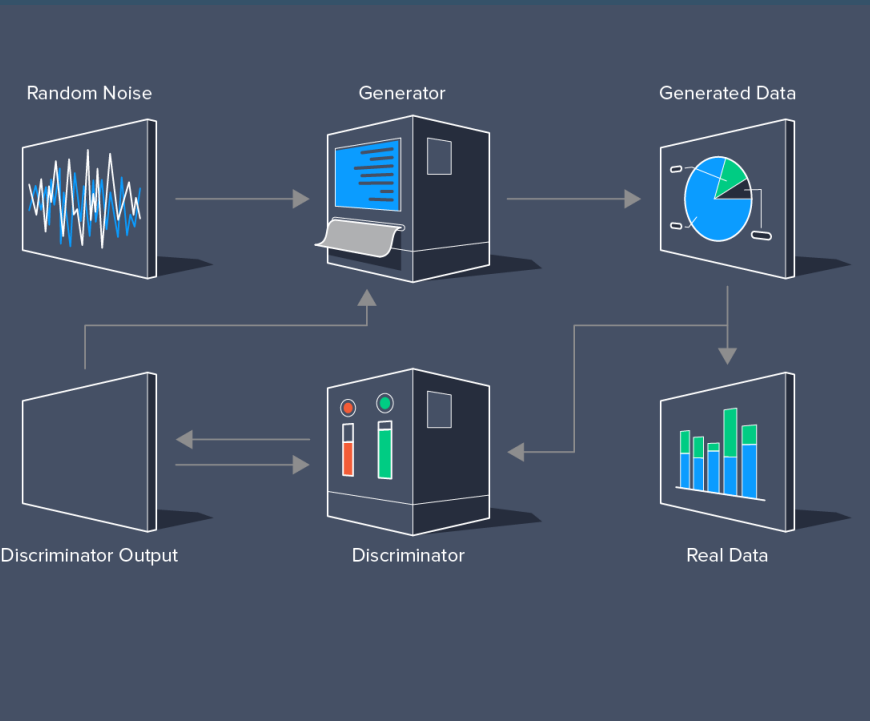 Random Noise
Generator
Generated Data
Discriminator Output
Discriminator
Real Data